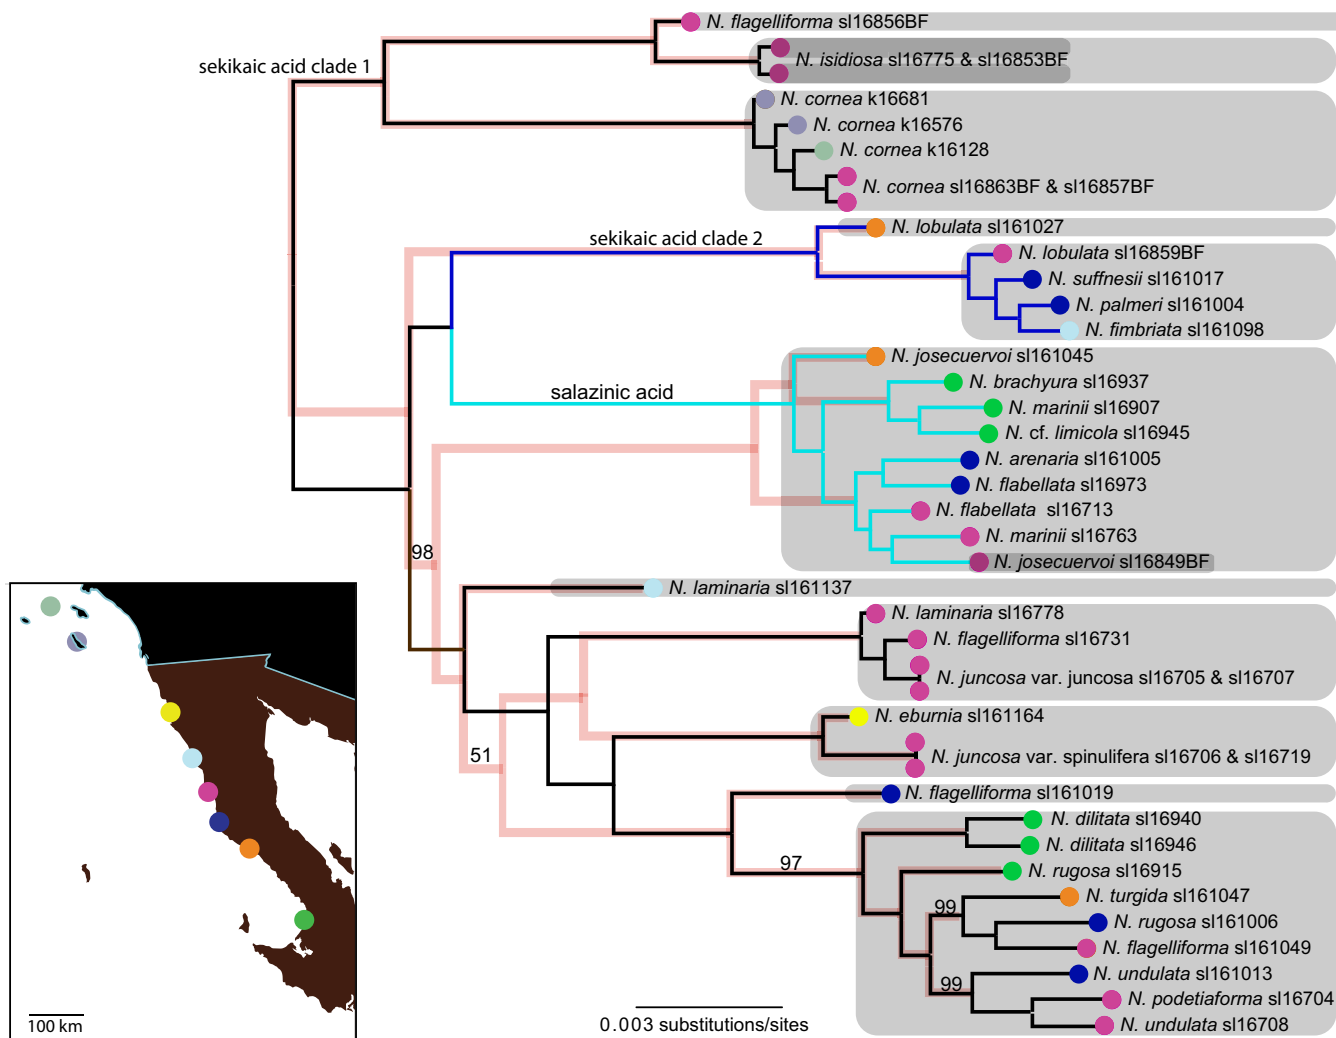 N. flagelliforma sl16856BF
N. isidiosa sl16775 & sl16853BF
sekikaic acid clade 1
N. cornea k16681
N. cornea k16576
N. cornea k16128
N. cornea sl16863BF & sl16857BF
N. lobulata sl161027
sekikaic acid clade 2
N. lobulata sl16859BF
N. suffnesii sl161017
N. palmeri sl161004
N. fimbriata sl161098
N. josecuervoi sl161045
N. brachyura sl16937
salazinic acid
N. marinii sl16907
N. cf. limicola sl16945
N. arenaria sl161005
N. flabellata sl16973
N. flabellata sl16713
N. marinii sl16763
98
N. josecuervoi sl16849BF
N. laminaria sl161137
N. laminaria sl16778
N. flagelliforma sl16731
N. juncosa var. juncosa sl16705 & sl16707
N. eburnia sl161164
51
N. juncosa var. spinulifera sl16706 & sl16719
N. flagelliforma sl161019
N. dilitata sl16940
N. dilitata sl16946
97
N. rugosa sl16915
N. turgida sl161047
99
N. rugosa sl161006
N. flagelliforma sl161049
N. undulata sl161013
99
N. podetiaforma sl16704
N. undulata sl16708
100 km
0.003 substitutions/sites